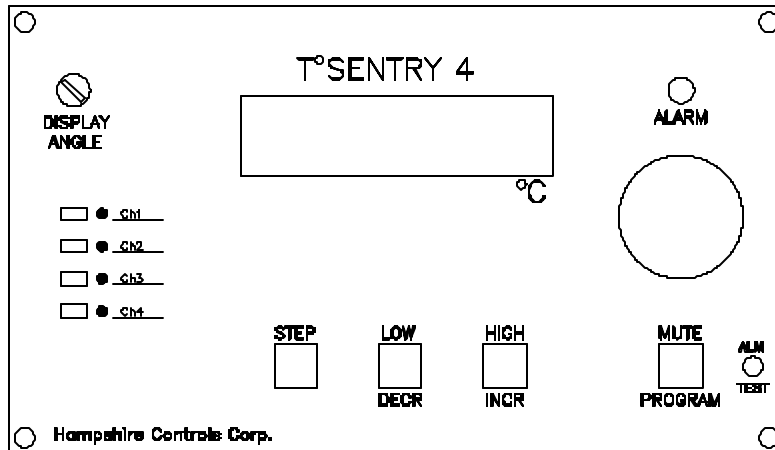 T°SENTRY 4
DISPLAY
ANGLE
ALARM
°C
Ch1
Ch2
Ch3
Ch4
STEP
LOW
HIGH
MUTE
ALM
DECR
INCR
PROGRAM
TEST
Hampshire Controls Corp.